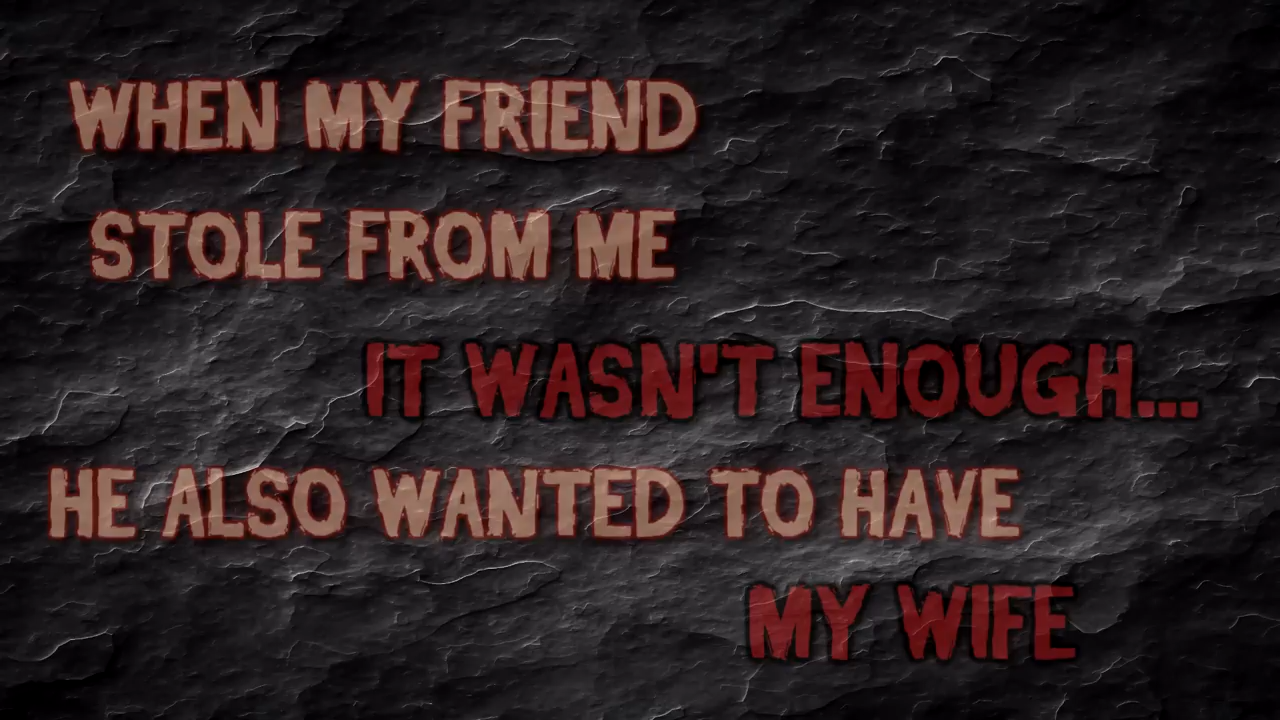 WHEN MY FRIEND
STOLE FROM ME
IT WASN'T ENOUGH...
HE ALSO WANTED TO HAVE
MY WIFE